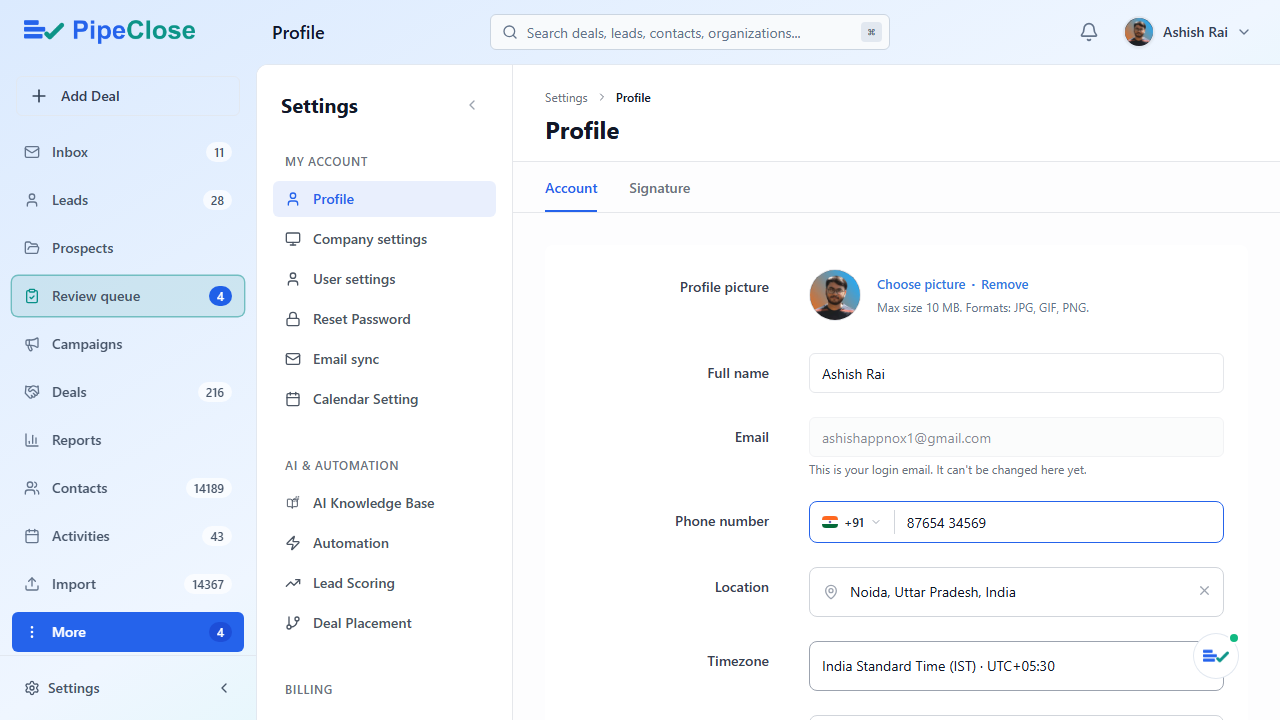 PipeClose
Profile
Search deals, leads, contacts, organizations...
⌘
Ashish Rai
Add Deal
Inbox 11
Leads 28
Prospects
Review queue 4
Campaigns
Deals 216
Reports
Contacts 14189
Activities 43
Import 14367
More 4
Settings
Settings
MY ACCOUNT
Profile
Company settings
User settings
Reset Password
Email sync
Calendar Setting
AI & AUTOMATION
AI Knowledge Base
Automation
Lead Scoring
Deal Placement
BILLING
Settings > Profile
Profile
Account Signature
Profile picture
Choose picture · Remove
Max size 10 MB. Formats: JPG, GIF, PNG.
Full name
Ashish Rai
Email
ashishappnox1@gmail.com
This is your login email. It can't be changed here yet.
Phone number
+91 87654 34569
Location
Noida, Uttar Pradesh, India
Timezone
India Standard Time (IST) · UTC+05:30